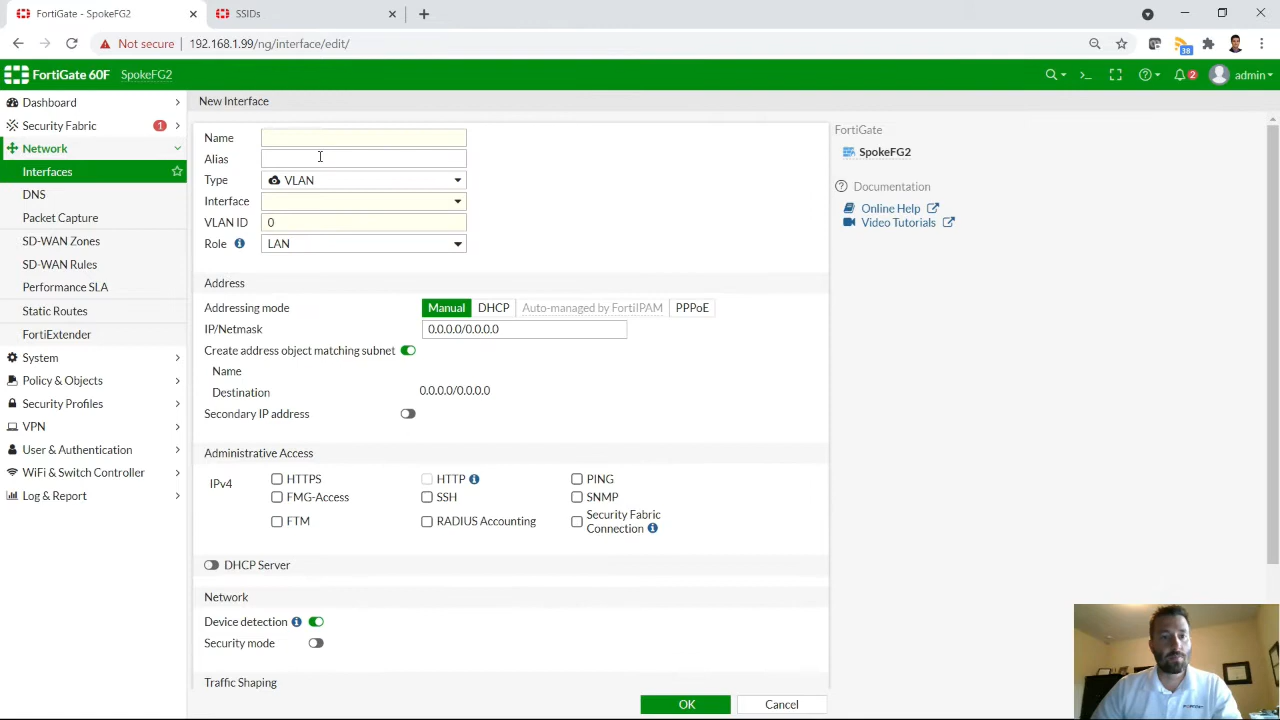 FortiGate - SpokeFG2
SSIDs
Not secure
192.168.1.99/ng/interface/edit/
38
FortiGate 60F SpokeFG2
2
admin
Dashboard
Security Fabric 1
Network
Interfaces
DNS
Packet Capture
SD-WAN Zones
SD-WAN Rules
Performance SLA
Static Routes
FortiExtender
System
Policy & Objects
Security Profiles
VPN
User & Authentication
WiFi & Switch Controller
Log & Report
New Interface
Name
Alias
Type VLAN
Interface
VLAN ID 0
Role LAN
Address
Addressing mode Manual DHCP Auto-managed by FortiIPAM PPPoE
IP/Netmask 0.0.0.0/0.0.0.0
Create address object matching subnet
Name
Destination 0.0.0.0/0.0.0.0
Secondary IP address
Administrative Access
IPv4 HTTPS HTTP PING
FMG-Access SSH SNMP
FTM RADIUS Accounting Security Fabric
Connection
DHCP Server
Network
Device detection
Security mode
Traffic Shaping
OK Cancel
FortiGate
SpokeFG2
Documentation
Online Help
Video Tutorials